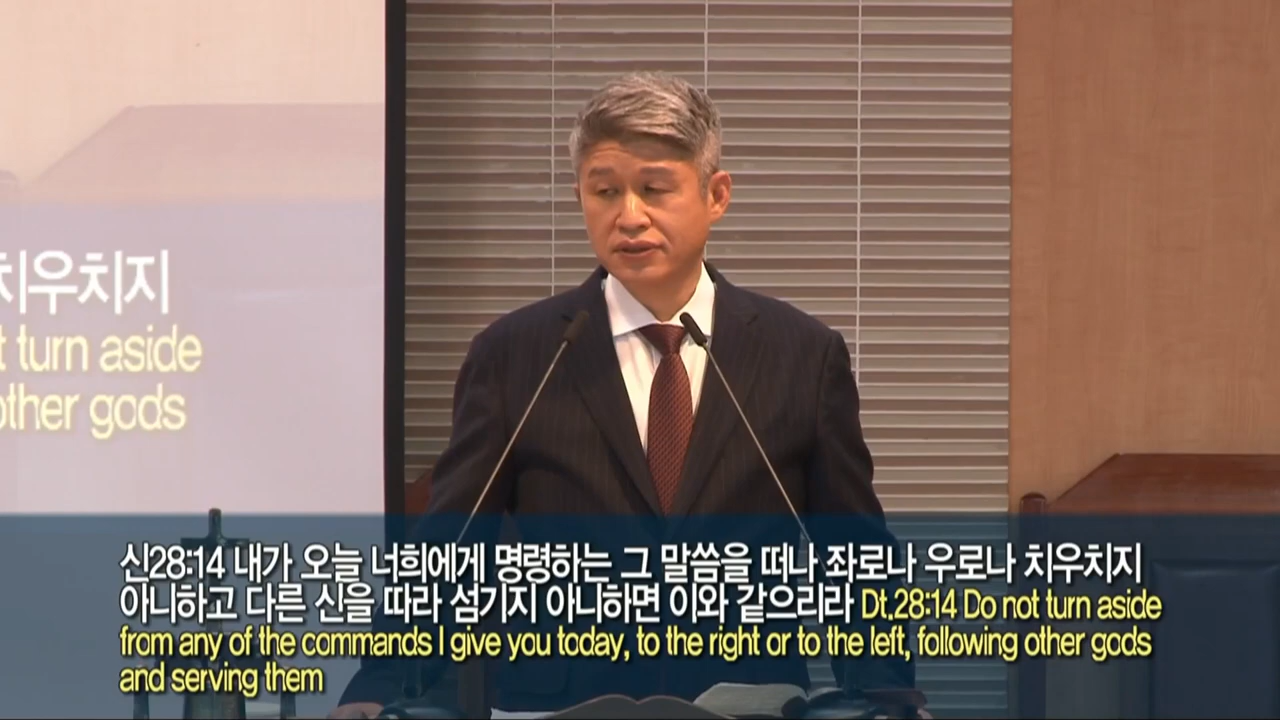 치우치지
t turn aside
other gods
신28:14 내가 오늘 너희에게 명령하는 그 말씀을 떠나 좌로나 우로나 치우치지
아니하고 다른 신을 따라 섬기지 아니하면 이와 같으리라 Dt.28:14 Do not turn aside
from any of the commands I give you today, to the right or to the left, following other gods
and serving them